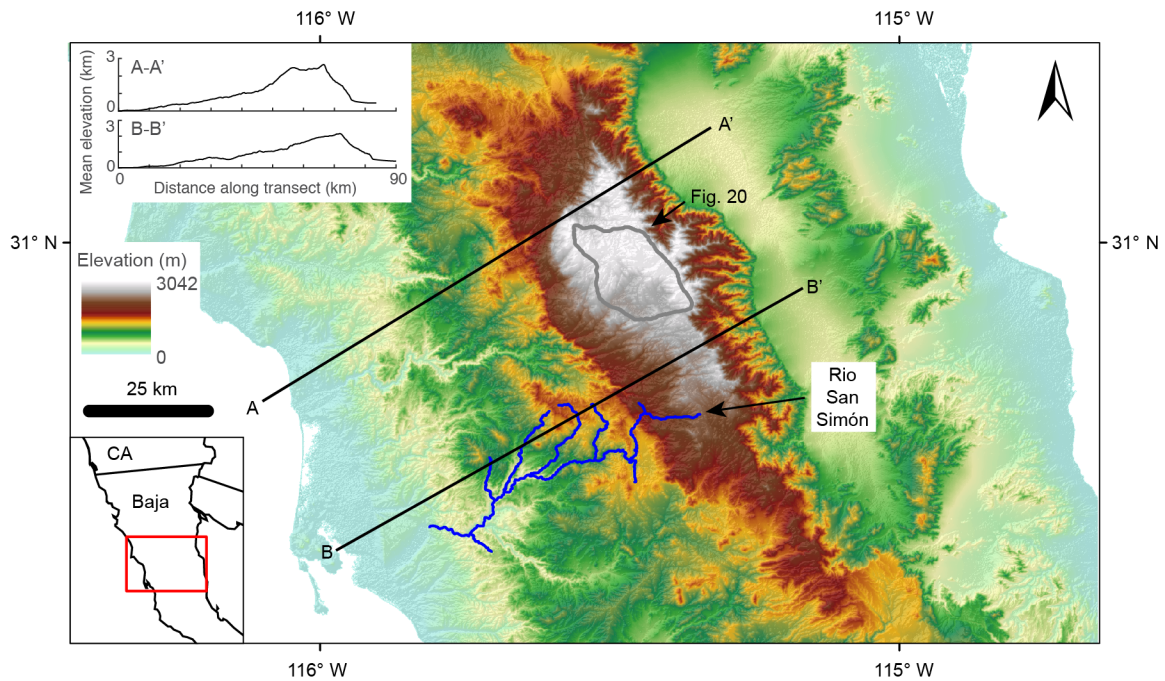 116° W
115° W
3
0
A-A’
3
0
B-B’
Mean elevation (km)
0
90
Distance along transect (km)
A’
Fig. 20
31° N
31° N
Elevation (m)
3042
0
B’
25 km
A
Rio
San
Simón
CA
Baja
B
116° W
115° W